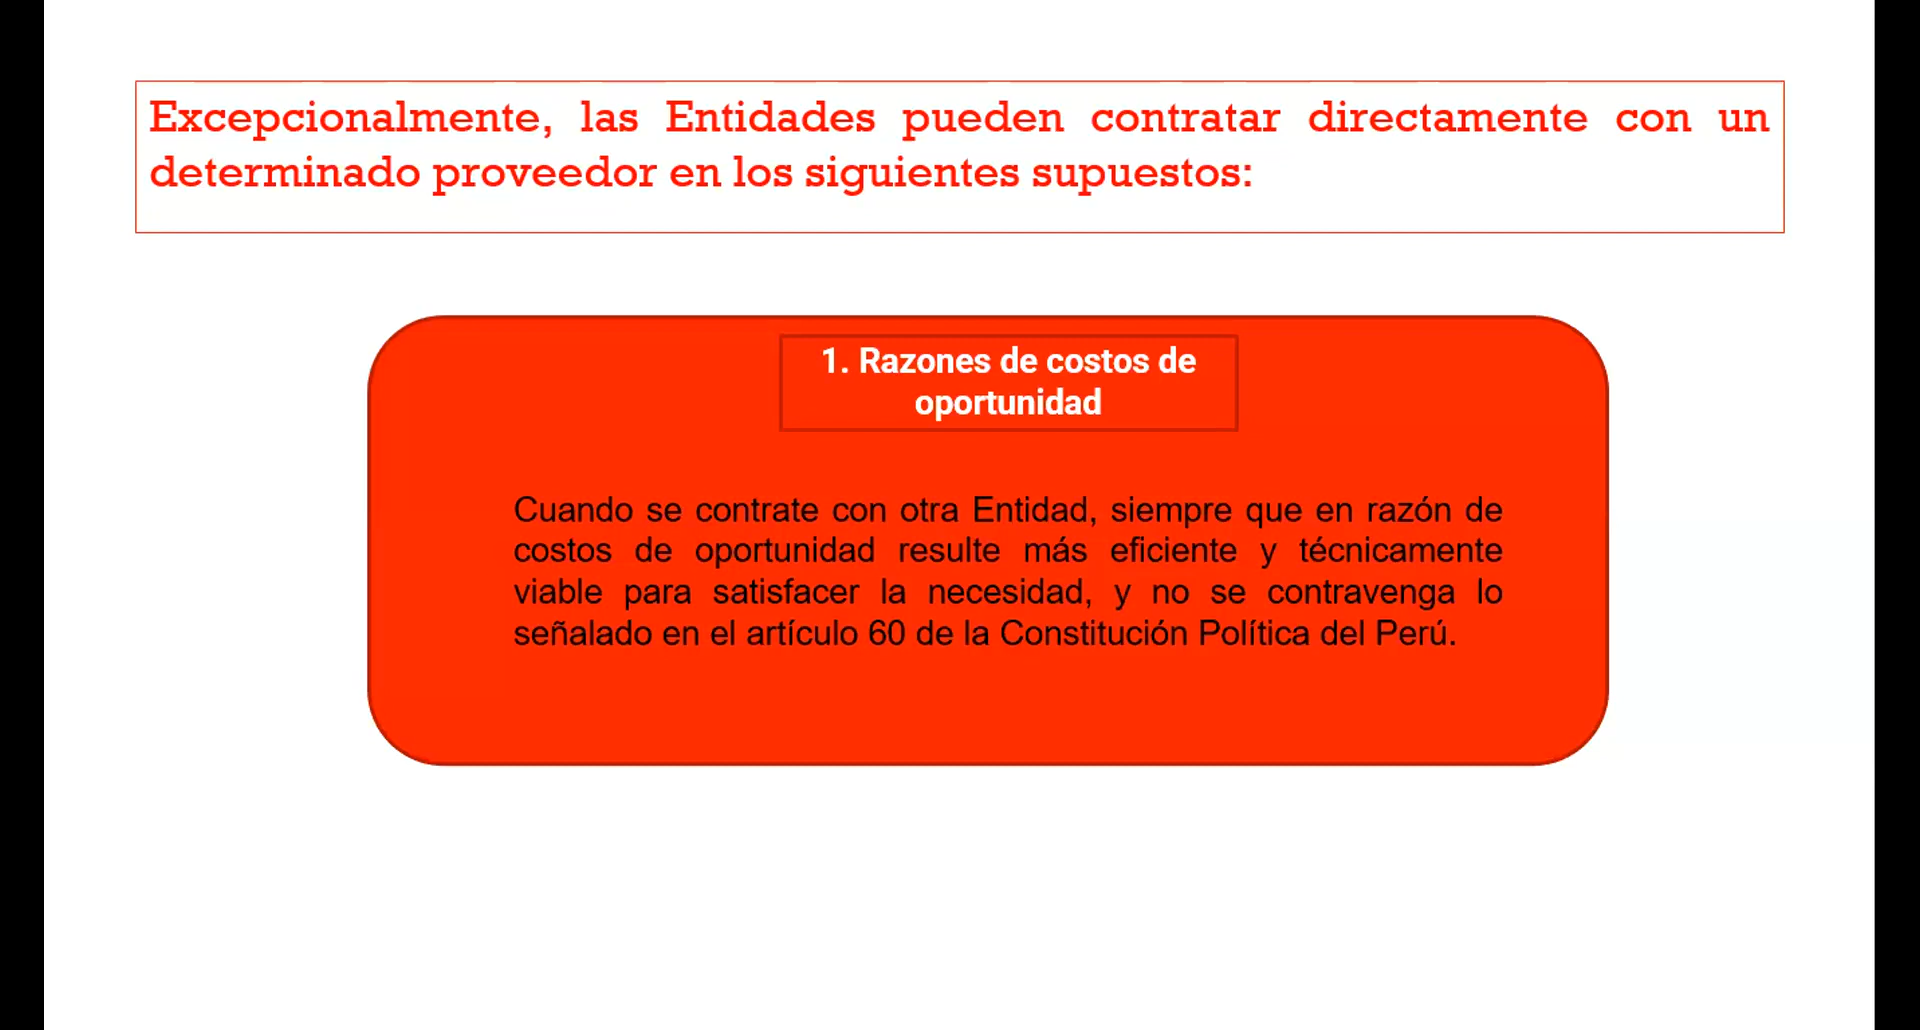 Excepcionalmente, las Entidades pueden contratar directamente con un
determinado proveedor en los siguientes supuestos:
1. Razones de costos de
oportunidad
Cuando se contrate con otra Entidad, siempre que en razón de
costos de oportunidad resulte más eficiente y técnicamente
viable para satisfacer la necesidad, y no se contravenga lo
señalado en el artículo 60 de la Constitución Política del Perú.